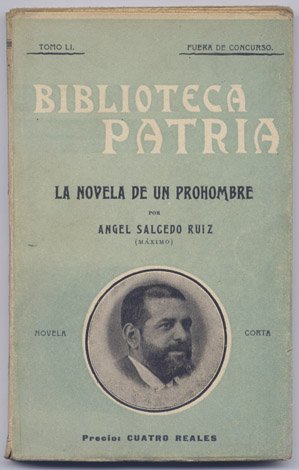 TOMO LI. FUERA DE CONCURSO.
BIBLIOTECA
PATRIA
LA NOVELA DE UN PROHOMBRE
POR
ANGEL SALCEDO RUIZ
(MÁXIMO)
NOVELA CORTA
Precio: CUATRO REALES